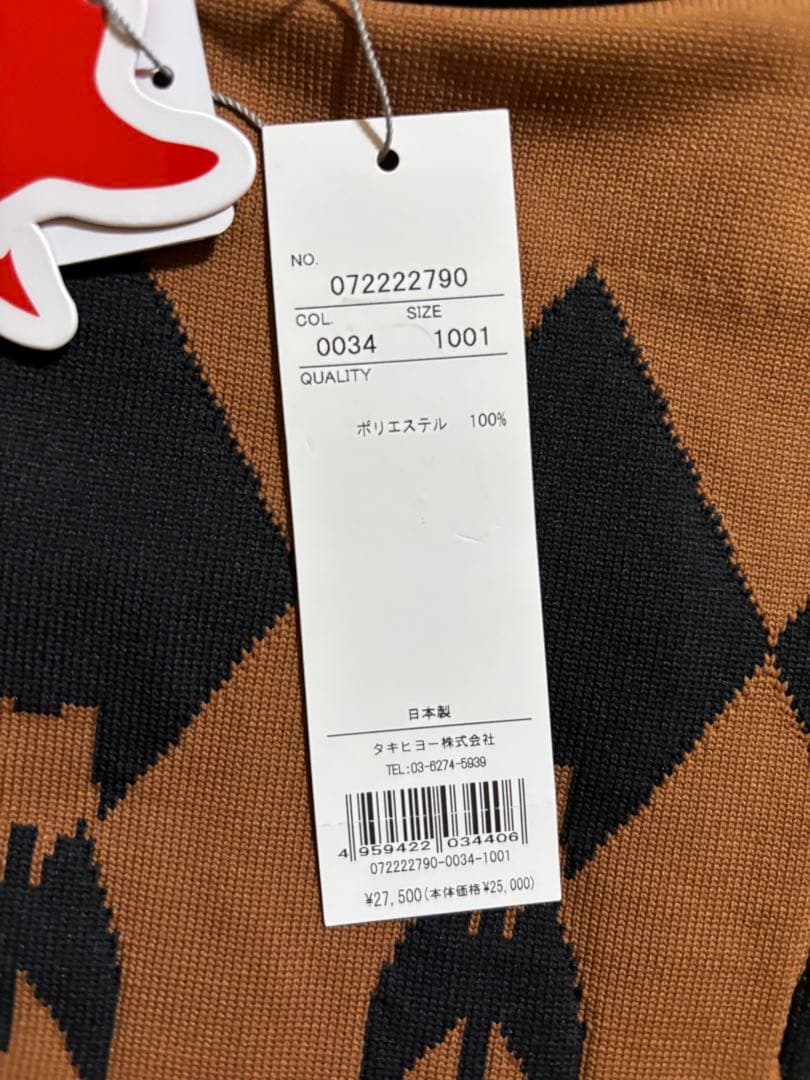 NO.
072222790
COL. SIZE
0034 1001
QUALITY
ポリエステル 100%
日本製
タキヒヨー株式会社
TEL:03-6274-5939
4 959422 034406
072222790-0034-1001
¥27,500(本体価格¥25,000)